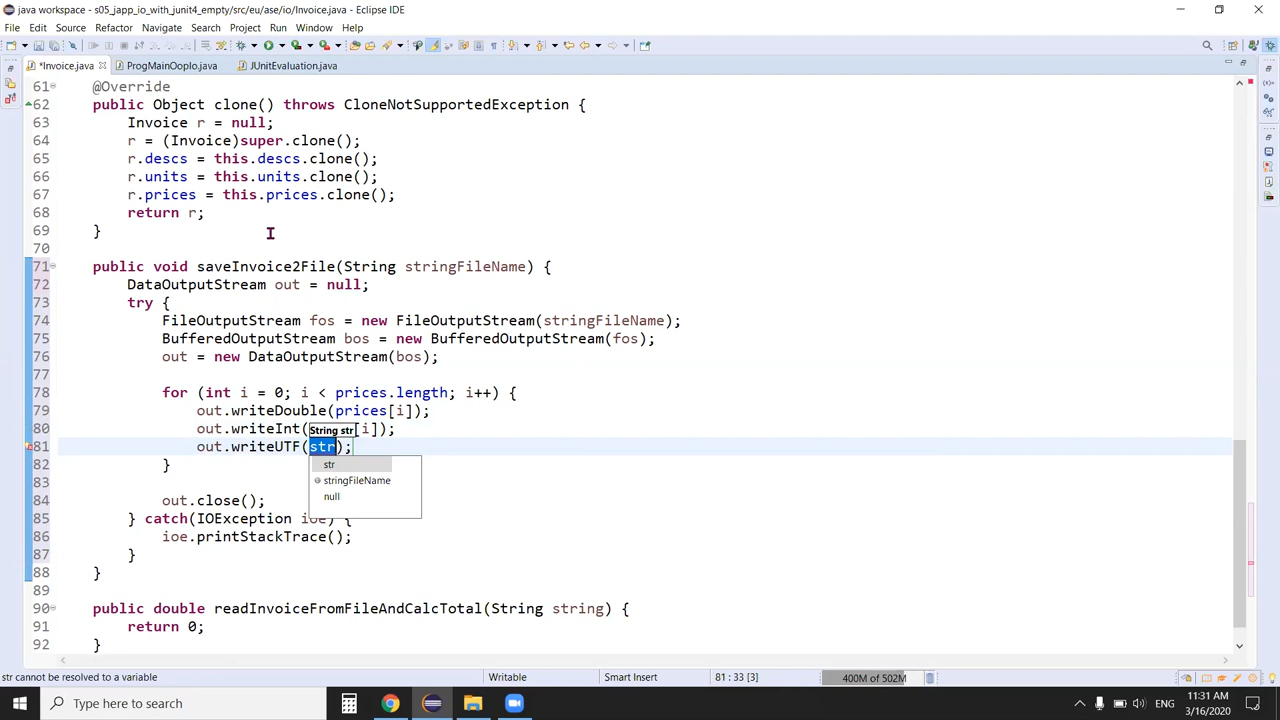 java workspace - s05_japp_io_with_junit4_empty/src/eu/ase/aio/Invoice.java - Eclipse IDE
File Edit Source Refactor Navigate Search Project Run Window Help
*Invoice.java ProgMainOopIo.java JUnitEvaluation.java
61 @Override
62 public Object clone() throws CloneNotSupportedException {
63 Invoice r = null;
64 r = (Invoice)super.clone();
65 r.descs = this.descs.clone();
66 r.units = this.units.clone();
67 r.prices = this.prices.clone();
68 return r;
69 }
70
71 public void saveInvoice2File(String stringFileName) {
72 DataOutputStream out = null;
73 try {
74 FileOutputStream fos = new FileOutputStream(stringFileName);
75 BufferedOutputStream bos = new BufferedOutputStream(fos);
76 out = new DataOutputStream(bos);
77
78 for (int i = 0; i < prices.length; i++) {
79 out.writeDouble(prices[i]);
80 out.writeInt( String str [i]);
81 out.writeUTF(str);
82 }
str
stringFileName
null
84 out.close();
85 } catch(IOException ioe) {
86 ioe.printStackTrace();
87 }
88 }
89
90 public double readInvoiceFromFileAndCalcTotal(String string) {
91 return 0;
92 }
str cannot be resolved to a variable Writable Smart Insert 81 : 33 [3] 400M of 502M
Type here to search
ENG
11:31 AM
3/16/2020